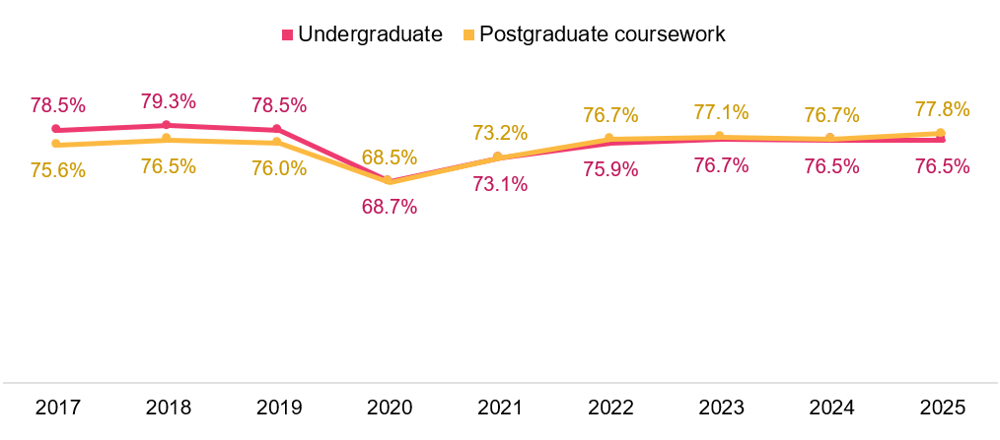 Undergraduate Postgraduate coursework
78.5% 79.3% 78.5% 68.5% 73.2% 76.7% 77.1% 76.7% 77.8%
75.6% 76.5% 76.0% 68.7% 73.1% 75.9% 76.7% 76.5% 76.5%
2017 2018 2019 2020 2021 2022 2023 2024 2025